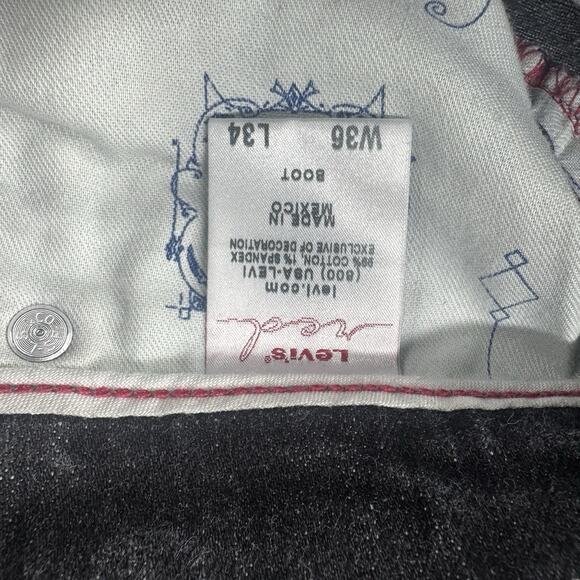 Levi's®
red
levi.com
(800) USA-LEVI
99% COTTON, 1% SPANDEX
EXCLUSIVE OF DECORATION
MADE IN
MEXICO
BOOT
W36 L34